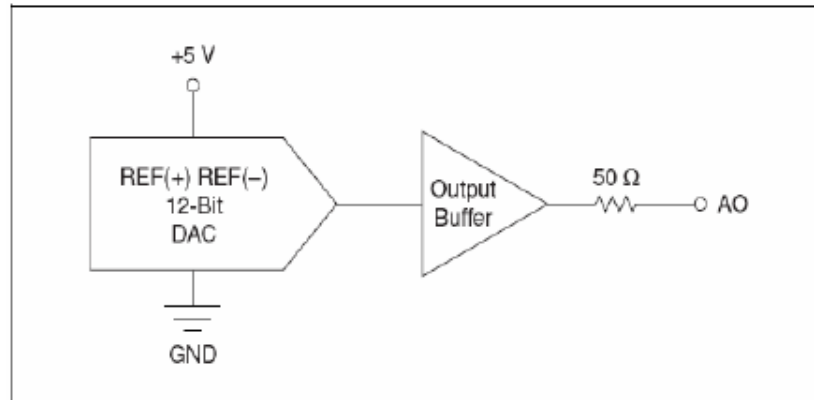 +5 V
REF(+) REF(–)
12-Bit
DAC
Output
Buffer
50 Ω
AO
GND